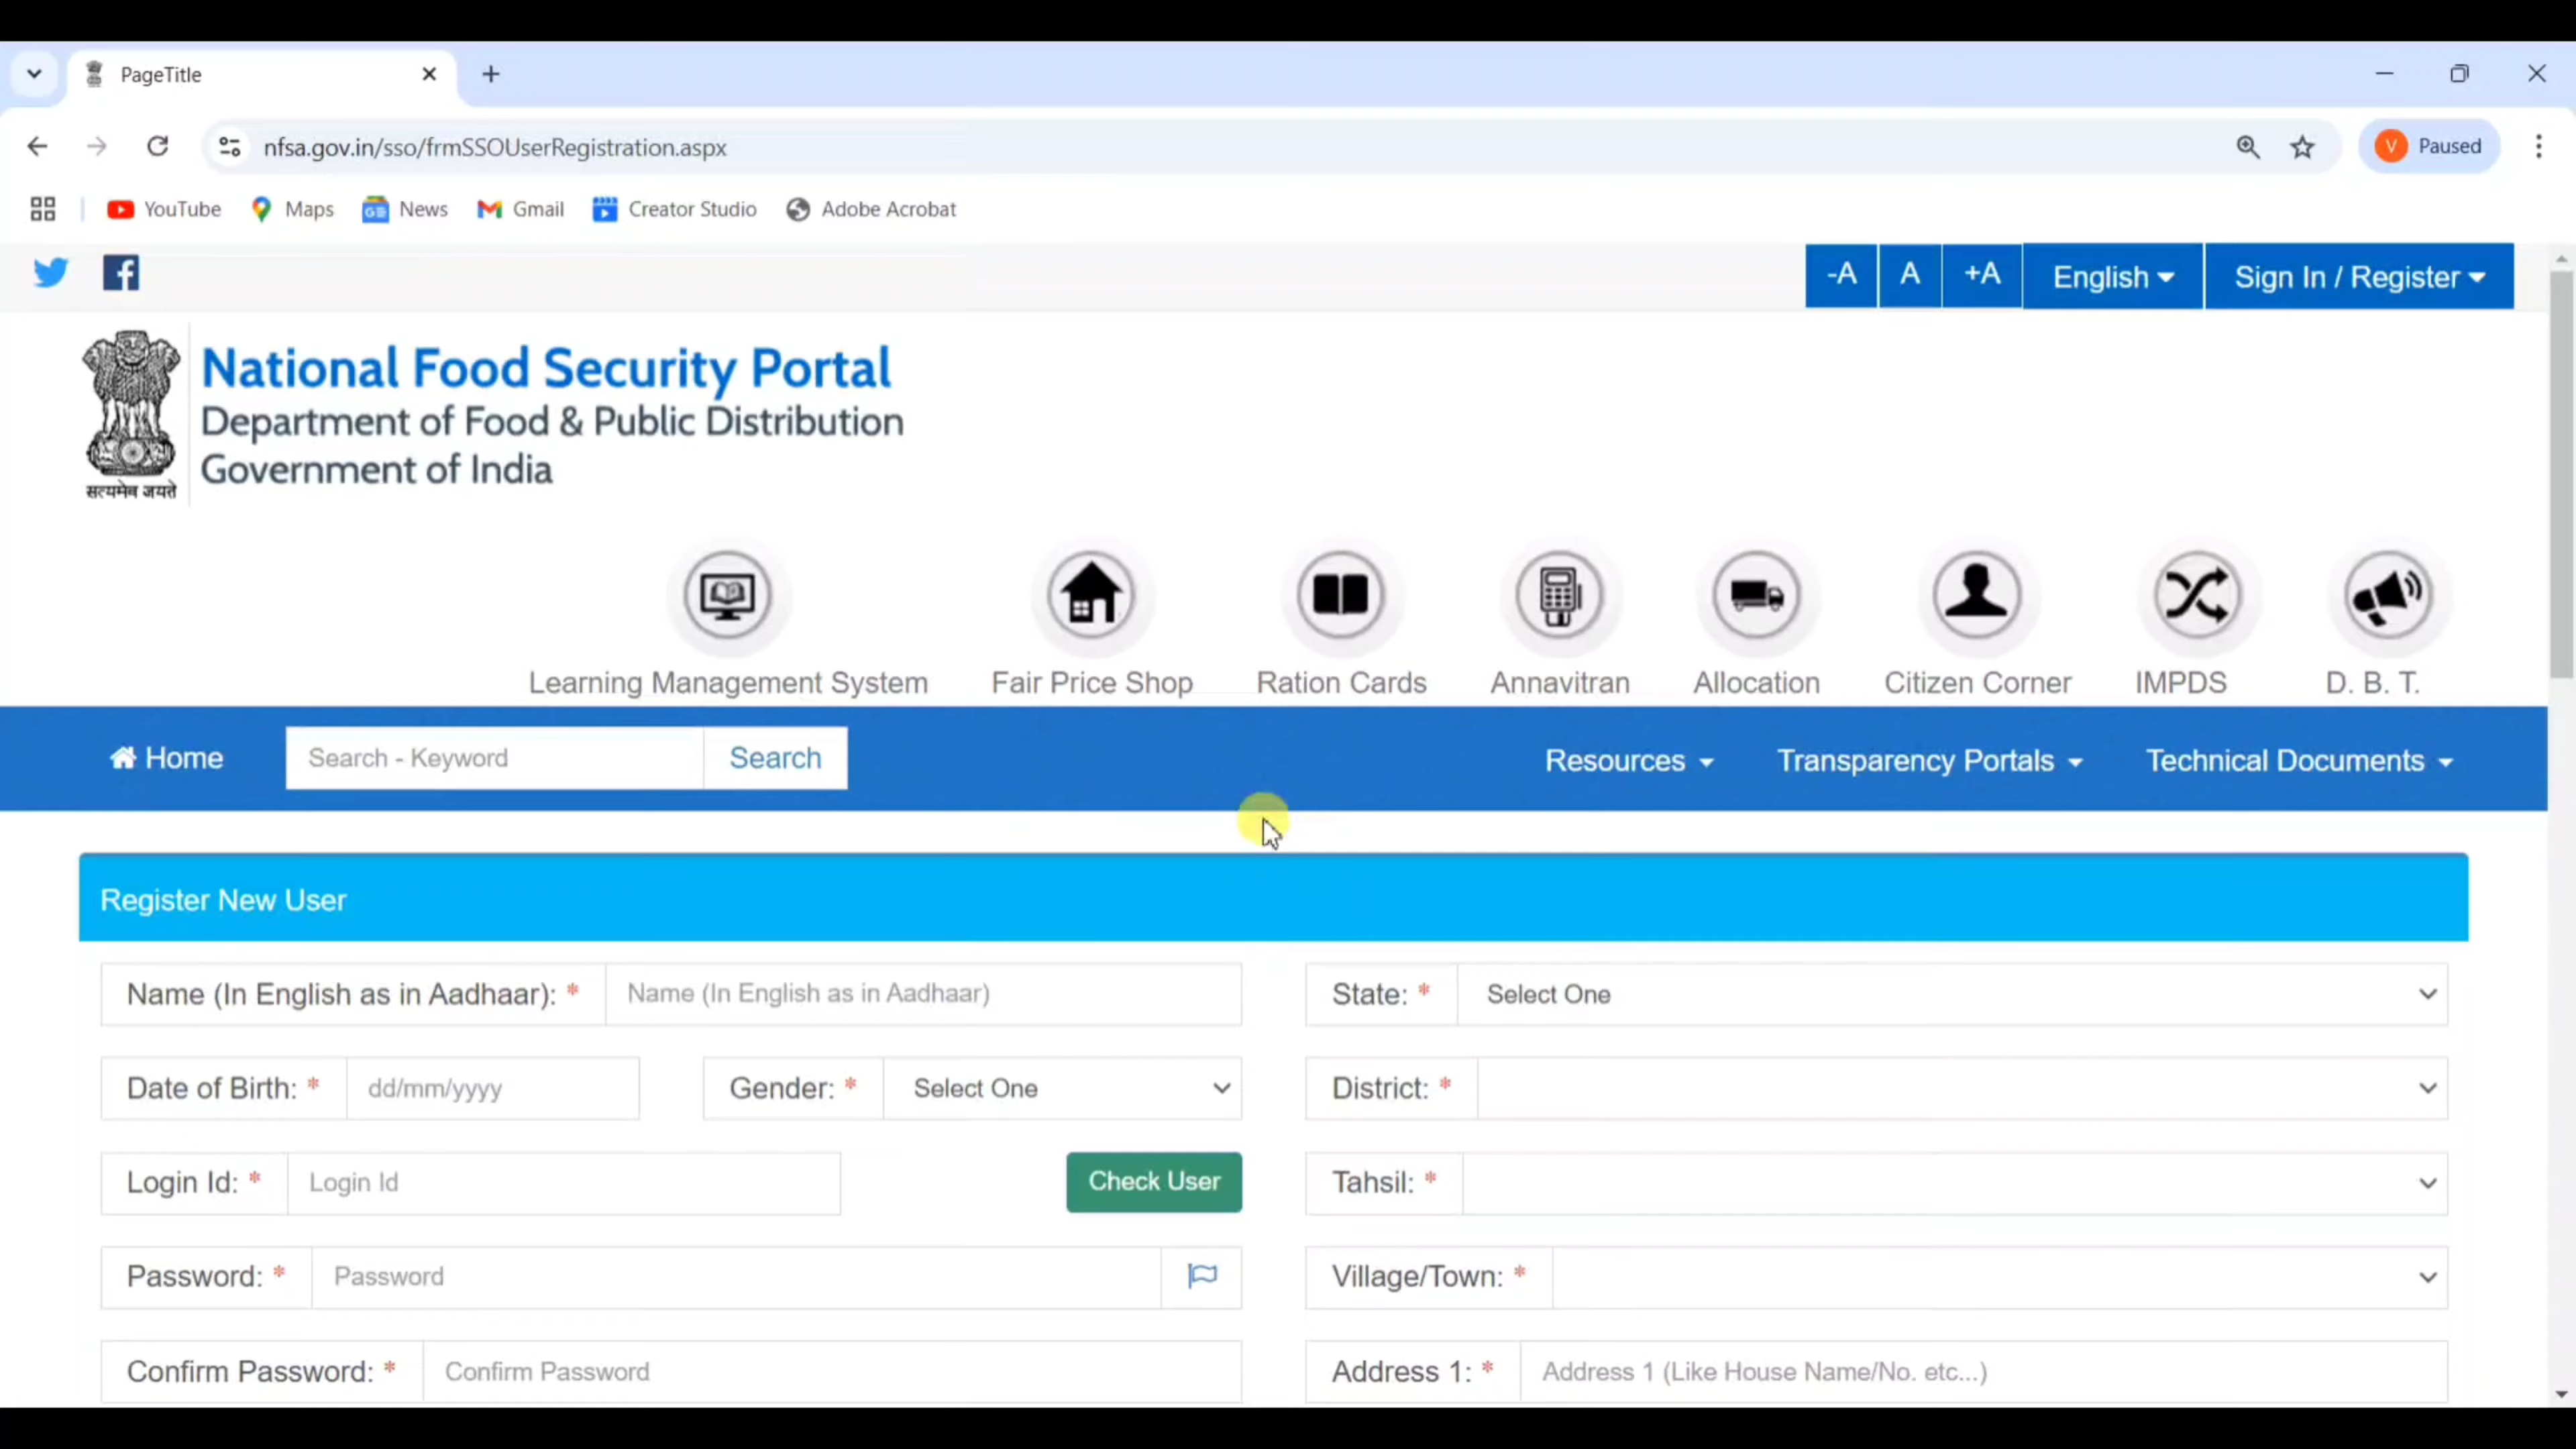 PageTitle
nfsa.gov.in/sso/frmSSOUserRegistration.aspx
V Paused
YouTube Maps News Gmail Creator Studio Adobe Acrobat
-A A +A English Sign In / Register
National Food Security Portal
Department of Food & Public Distribution
Government of India
सत्यमेव जयते
Learning Management System Fair Price Shop Ration Cards Annavitran Allocation Citizen Corner IMPDS D. B. T.
Home Search - Keyword Search Resources Transparency Portals Technical Documents
Register New User
Name (In English as in Aadhaar): * Name (In English as in Aadhaar) State: * Select One
Date of Birth: * dd/mm/yyyy Gender: * Select One District: *
Login Id: * Login Id Check User Tahsil: *
Password: * Password Village/Town: *
Confirm Password: * Confirm Password Address 1: * Address 1 (Like House Name/No. etc...)